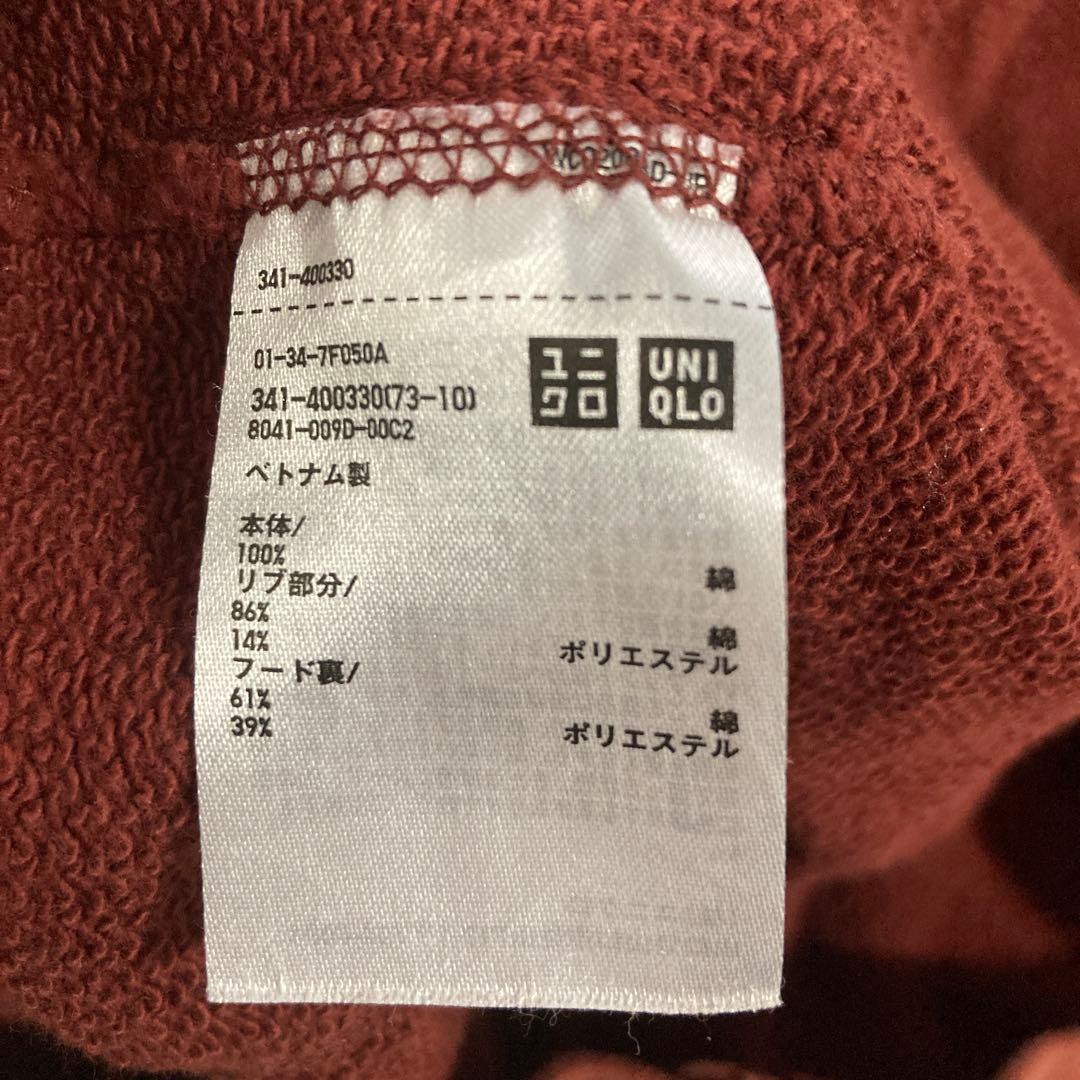 341-400330
01-34-7F050A
341-400330(73-10)
8041-009D-00C2
ユニ
クロ
UNI
QLO
ベトナム製
本体/
100% 綿
リブ部分/
86% 綿
14% ポリエステル
フード裏/
61% 綿
39% ポリエステル